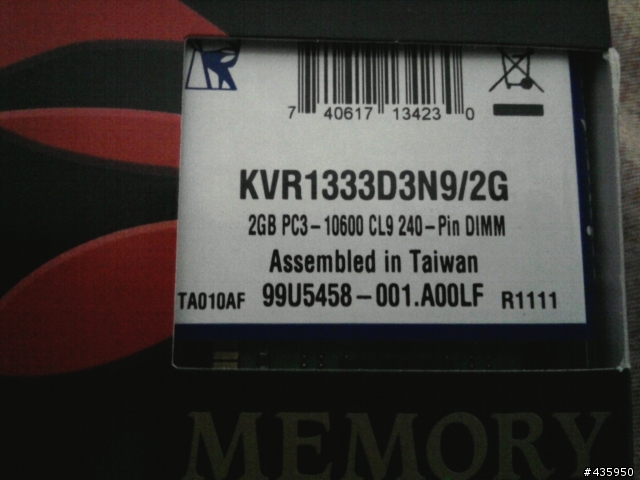 7 40617 13423 0
KVR1333D3N9/2G
2GB PC3-10600 CL9 240-Pin DIMM
Assembled in Taiwan
TA010AF 99U5458-001.A00LF R1111
MEMORY
#435950